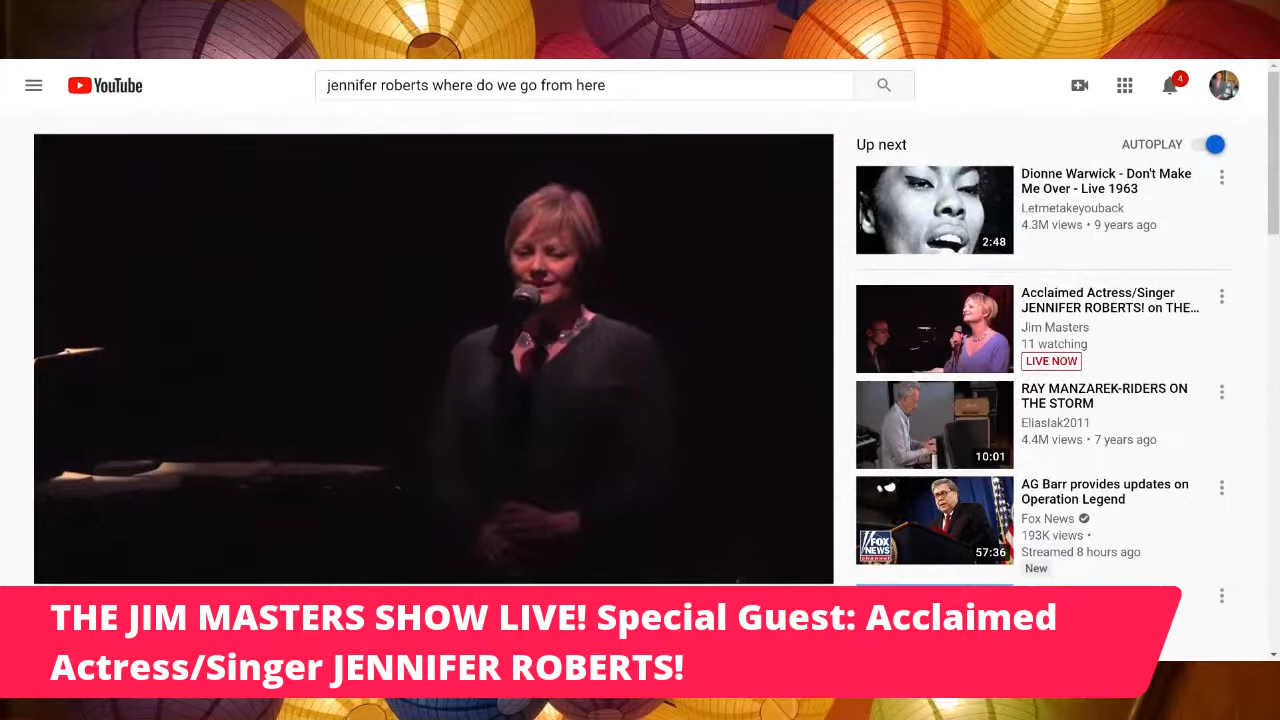 YouTube
jennifer roberts where do we go from here
4
Up next
AUTOPLAY
Dionne Warwick - Don't Make
Me Over - Live 1963
Letmetakeyouback
4.3M views • 9 years ago
2:48
Acclaimed Actress/Singer
JENNIFER ROBERTS! on THE…
Jim Masters
11 watching
LIVE NOW
RAY MANZAREK-RIDERS ON
THE STORM
Eliaslak2011
4.4M views • 7 years ago
10:01
AG Barr provides updates on
Operation Legend
Fox News
193K views •
Streamed 8 hours ago
New
FOX
NEWS
channel
57:36
THE JIM MASTERS SHOW LIVE! Special Guest: Acclaimed
Actress/Singer JENNIFER ROBERTS!